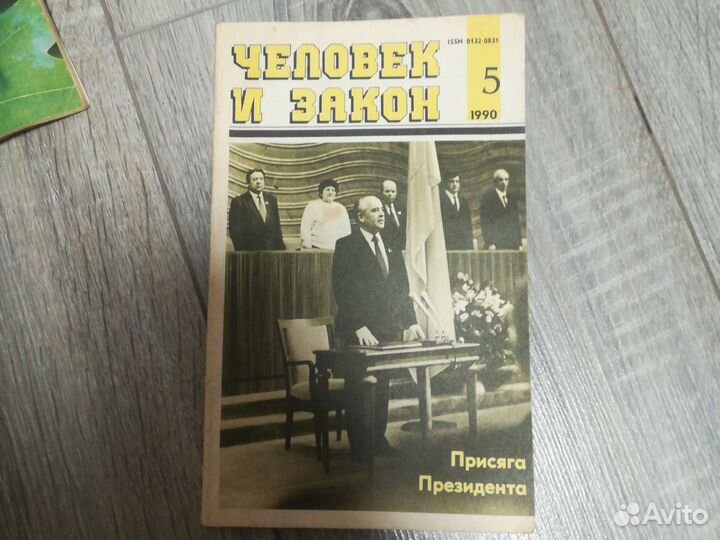 ISSN 0132-0831
ЧЕЛОВЕК
И ЗАКОН
5
1990
Присяга
Президента
Avito